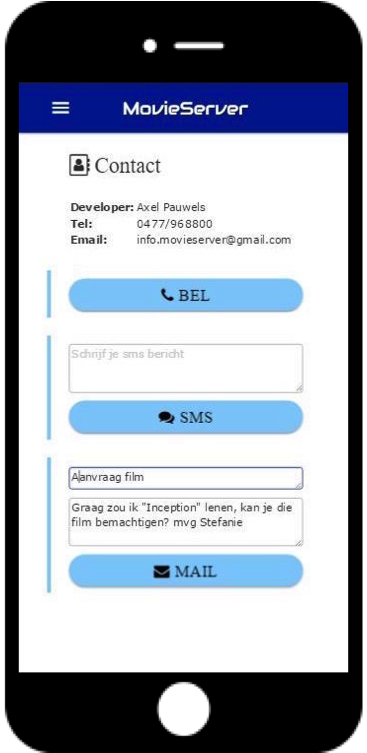 MovieServer
Contact
Developer: Axel Pauwels
Tel: 0477/968800
Email: info.movieserver@gmail.com
BEL
Schrijf je sms bericht
SMS
Aanvraag film
Graag zou ik "Inception" lenen, kan je die
film bemachtigen? mvg Stefanie
MAIL